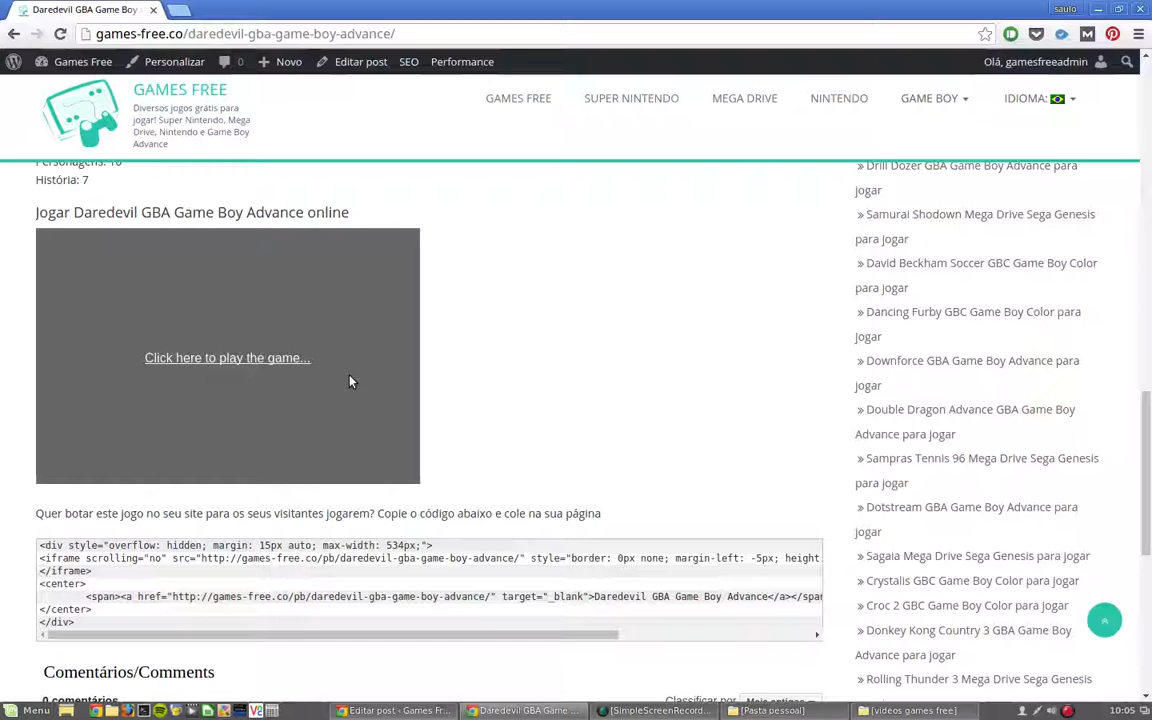 Daredevil GBA Game Boy
saulo
games-free.co/daredevil-gba-game-boy-advance/
Games Free
Personalizar
0
Novo
Editar post
SEO
Performance
Olá, gamesfreeadmin
GAMES FREE
Diversos jogos grátis para
jogar! Super Nintendo, Mega
Drive, Nintendo e Game Boy
Advance
GAMES FREE
SUPER NINTENDO
MEGA DRIVE
NINTENDO
GAME BOY
IDIOMA:
Personagens: 10
História: 7
Jogar Daredevil GBA Game Boy Advance online
Click here to play the game...
Quer botar este jogo no seu site para os seus visitantes jogarem? Copie o código abaixo e cole na sua página
<div style="overflow: hidden; margin: 15px auto; max-width: 534px;">
<iframe scrolling="no" src="http://games-free.co/pb/daredevil-gba-game-boy-advance/" style="border: 0px none; margin-left: -5px; height:
</iframe>
<center>
<span><a href="http://games-free.co/pb/daredevil-gba-game-boy-advance/" target="_blank">Daredevil GBA Game Boy Advance</a></span
</center>
</div>
Comentários/Comments
0 comentários
Classificar por
Mais antigos
» Drill Dozer GBA Game Boy Advance para
jogar
» Samurai Shodown Mega Drive Sega Genesis
para jogar
» David Beckham Soccer GBC Game Boy Color
para jogar
» Dancing Furby GBC Game Boy Color para
jogar
» Downforce GBA Game Boy Advance para
jogar
» Double Dragon Advance GBA Game Boy
Advance para jogar
» Sampras Tennis 96 Mega Drive Sega Genesis
para jogar
» Dotstream GBA Game Boy Advance para
jogar
» Sagaia Mega Drive Sega Genesis para jogar
» Crystalis GBC Game Boy Color para jogar
» Croc 2 GBC Game Boy Color para jogar
» Donkey Kong Country 3 GBA Game Boy
Advance para jogar
» Rolling Thunder 3 Mega Drive Sega Genesis
Menu
Editar post - Games Fr...
Daredevil GBA Game ...
[SimpleScreenRecord...
[Pasta pessoal]
[videos games free]
10:05